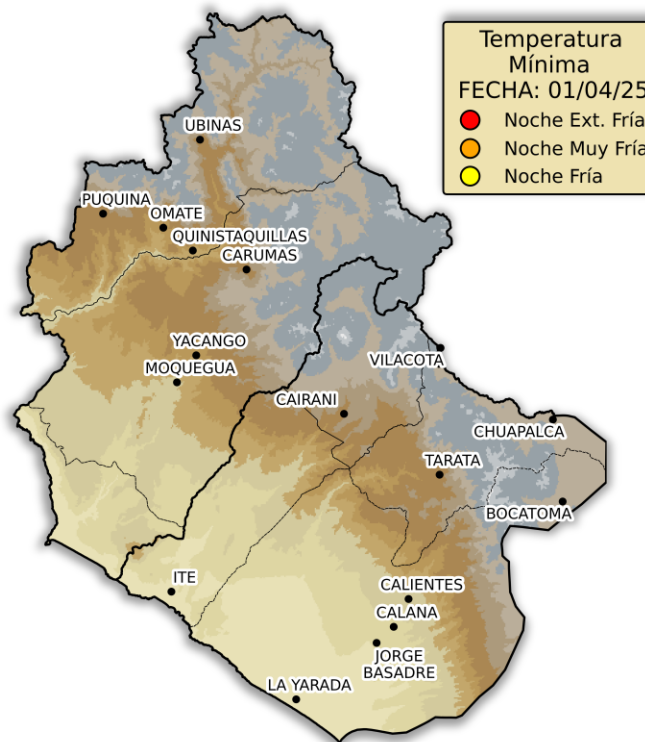 Temperatura
Mínima
FECHA: 01/04/25
Noche Ext. Fría
Noche Muy Fría
Noche Fría
UBINAS
PUQUINA
OMATE
QUINISTAQUILLAS
CARUMAS
YACANGO
MOQUEGUA
VILACOTA
CAIRANI
CHUAPALCA
TARATA
BOCATOMA
ITE
CALIENTES
CALANA
JORGE
BASADRE
LA YARADA